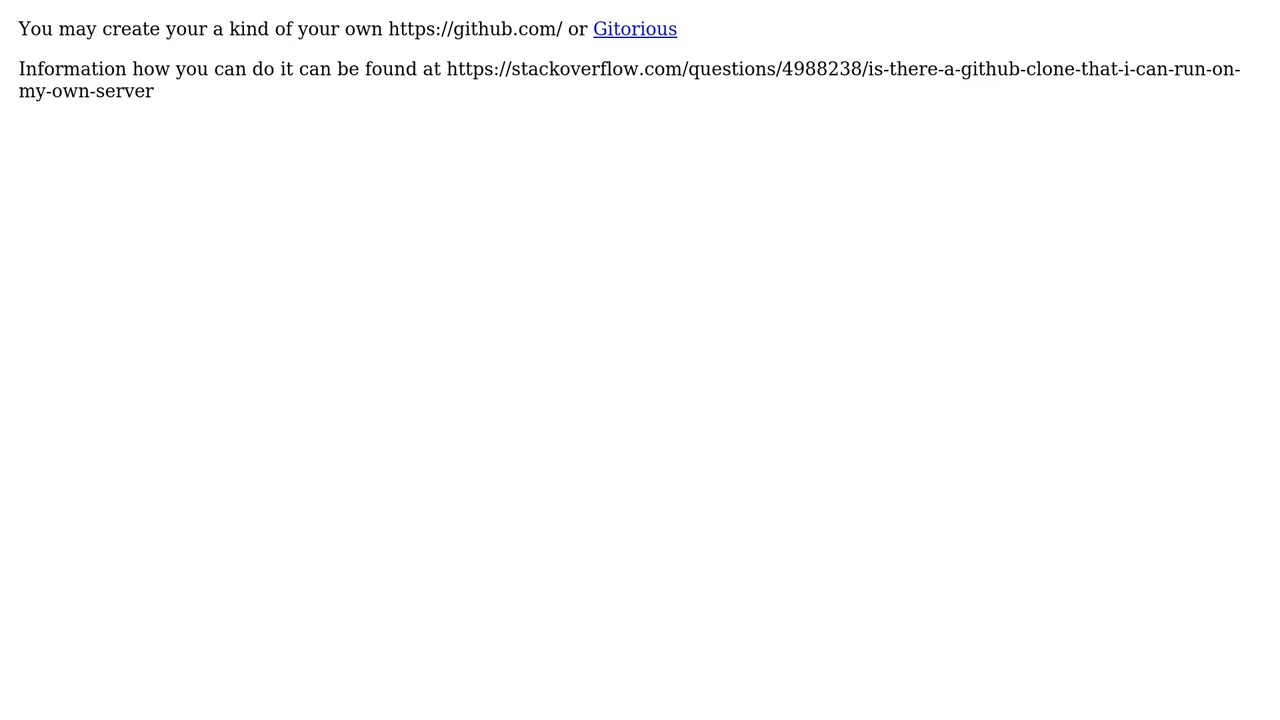 You may create your a kind of your own https://github.com/ or Gitorious
Information how you can do it can be found at https://stackoverflow.com/questions/4988238/is-there-a-github-clone-that-i-can-run-on-
my-own-server